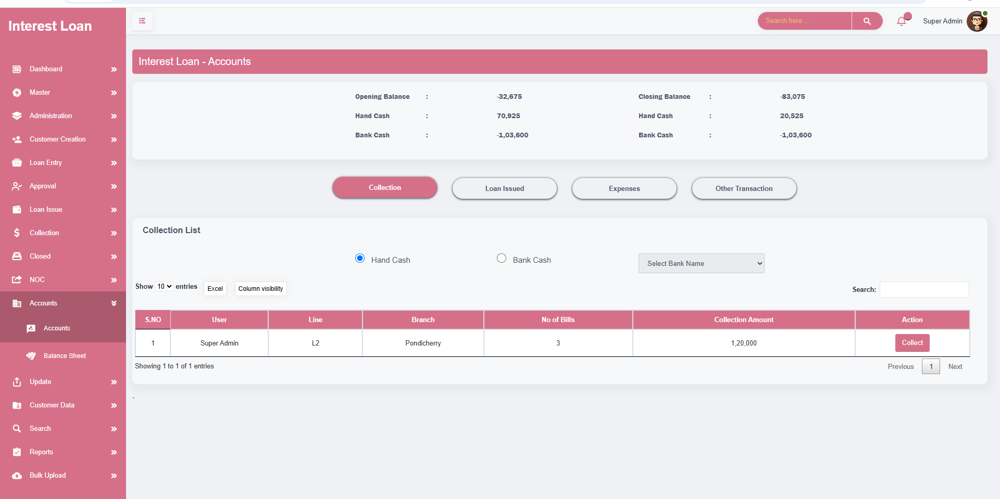 Interest Loan
Search here ...
Super Admin
Dashboard
Master
Administration
Customer Creation
Loan Entry
Approval
Loan Issue
Collection
Closed
NOC
Accounts
Accounts
Balance Sheet
Update
Customer Data
Search
Reports
Bulk Upload
Interest Loan - Accounts
Opening Balance : -32,675 Closing Balance : -83,075
Hand Cash : 70,925 Hand Cash : 20,525
Bank Cash : -1,03,600 Bank Cash : -1,03,600
Collection Loan Issued Expenses Other Transaction
Collection List
Hand Cash Bank Cash Select Bank Name
Show 10 entries Excel Column visibility Search:
S.NO User Line Branch No of Bills Collection Amount Action
1 Super Admin L2 Pondicherry 3 1,20,000 Collect
Showing 1 to 1 of 1 entries Previous 1 Next
-